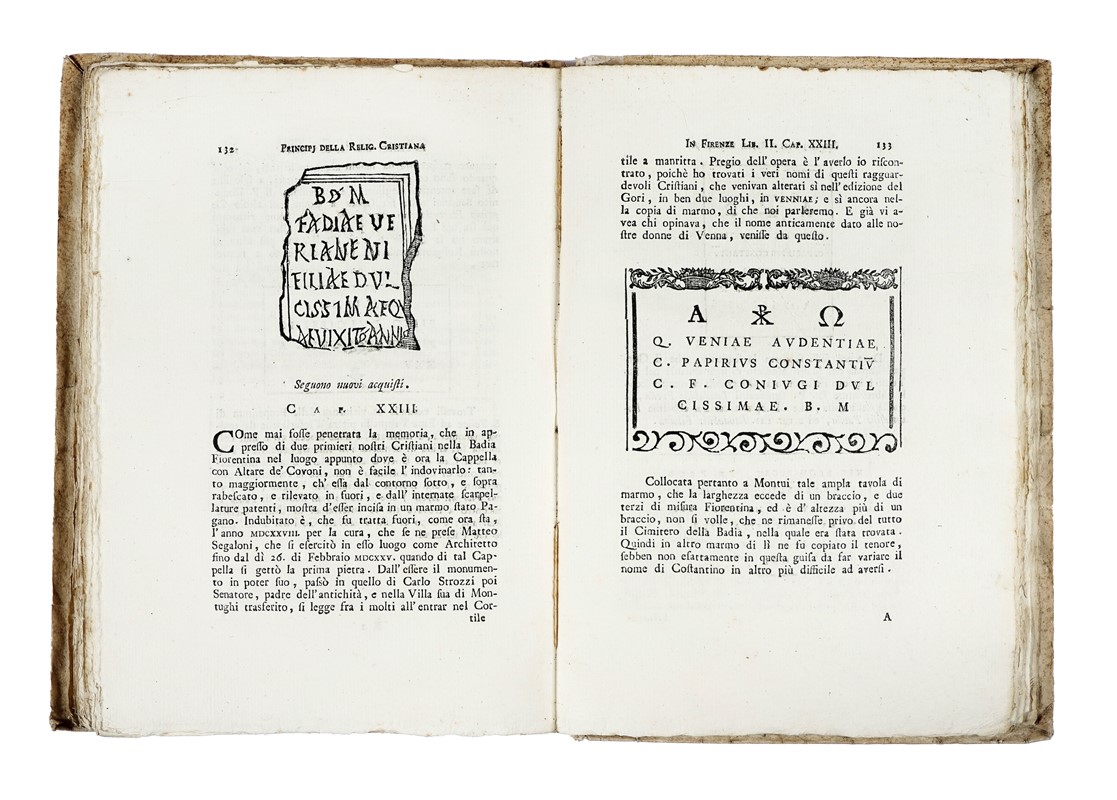 132 PRINCIPJ DELLA RELIG. CRISTIANA
B D M
FADIAE VE
RIANE NI
FILIAE DVL
CISSIMAE QV
AE VIXIT ANNIS
Seguono nuovi acquiſti.
CAP. XXIII.
COme mai foſſe penetrata la memoria, che in ap-
preſſo di due primieri noſtri Criſtiani nella Badia
Fiorentina nel luogo appunto dove è ora la Cappella
con Altare de' Covoni, non è facile l' indovinarlo: tan-
to maggiormente, ch' eſſa dal contorno ſotto, e ſopra
rabeſcato, e rilevato in fuori, e dall' internate ſcarpel-
lature patenti, moſtra d'eſſer inciſa in un marmo ſtato Pa-
gano. Indubitato è, che fu tratta fuori, come ora ſta,
l' anno MDCXXVIII. per la cura, che ſe ne preſe Matteo
Segaloni, che ſi eſercitò in eſſo luogo come Architetto
fino dal dì 26. di Febbraio MDCXXV. quando di tal Cap-
pella ſi gettò la prima pietra. Dall' eſſere il monumen-
to in poter ſuo, paſsò in quello di Carlo Strozzi poi
Senatore, padre dell' antichità, e nella Villa ſua di Mon-
tughi trasferito, ſi legge fra i molti all' entrar nel Cor-
tile
IN FIRENZE LIB. II. CAP. XXIII. 133
tile a manritta. Pregio dell' opera è l' averlo io riſcon-
trato, poichè ho trovati i veri nomi di queſti ragguar-
devoli Criſtiani, che venivan alterati sì nell' edizione del
Gori, in ben due luoghi, in VENNIAE; e sì ancora nel-
la copia di marmo, di che noi parleremo. E già vi a-
vea chi opinava, che il nome anticamente dato alle no-
ſtre donne di Venna, veniſſe da queſto.
A ☧ Ω
Q. VENIAE AVDENTIAE
C. PAPIRIVS CONSTANTIV̅
C. F. CONIVGI DVL
CISSIMAE. B. M
Collocata pertanto a Montui tale ampla tavola di
marmo, che la larghezza eccede di un braccio, e due
terzi di miſura Fiorentina, ed è d' altezza più di un
braccio, non ſi volle, che ne rimaneſſe privo del tutto
il Cimitero della Badia, nella quale era ſtata trovata.
Quindi in altro marmo di lì ne fu copiato il tenore,
ſebben non eſattamente in queſta guiſa da far variare il
nome di Coſtantino in altro più difficile ad averſi.
A